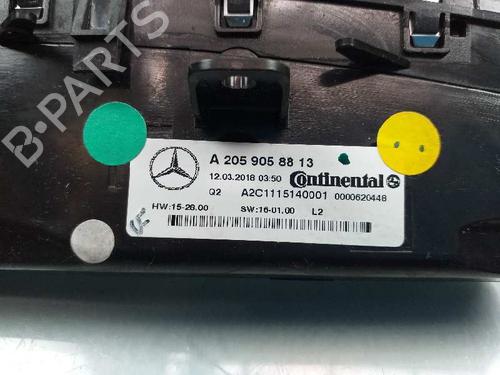 B-PARTS
A 205 905 88 13
12.03.2018 03:50 Continental
Q2 A2C1115140001 0000620448
HW:15-26.00 SW:16-01.00 L2